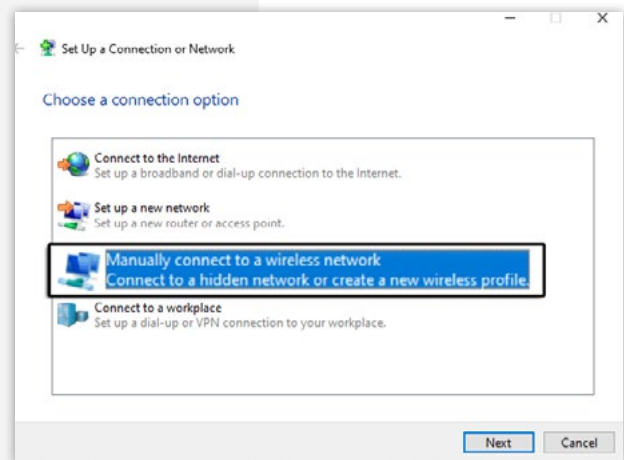 Set Up a Connection or Network
Choose a connection option
Connect to the Internet
Set up a broadband or dial-up connection to the Internet.
Set up a new network
Set up a new router or access point.
Manually connect to a wireless network
Connect to a hidden network or create a new wireless profile.
Connect to a workplace
Set up a dial-up or VPN connection to your workplace.
Next Cancel